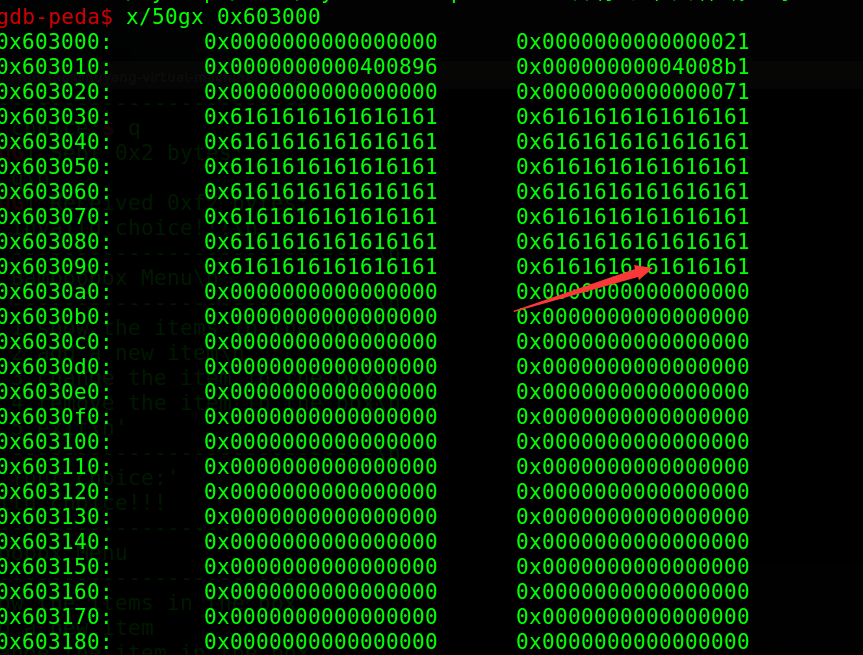 gdb-peda$ x/50gx 0x603000
0x603000: 0x0000000000000000 0x0000000000000021
0x603010: 0x0000000000400896 0x00000000004008b1
0x603020: 0x0000000000000000 0x0000000000000071
0x603030: 0x6161616161616161 0x6161616161616161
0x603040: 0x6161616161616161 0x6161616161616161
0x603050: 0x6161616161616161 0x6161616161616161
0x603060: 0x6161616161616161 0x6161616161616161
0x603070: 0x6161616161616161 0x6161616161616161
0x603080: 0x6161616161616161 0x6161616161616161
0x603090: 0x6161616161616161 0x6161616161616161
0x6030a0: 0x0000000000000000 0x0000000000000000
0x6030b0: 0x0000000000000000 0x0000000000000000
0x6030c0: 0x0000000000000000 0x0000000000000000
0x6030d0: 0x0000000000000000 0x0000000000000000
0x6030e0: 0x0000000000000000 0x0000000000000000
0x6030f0: 0x0000000000000000 0x0000000000000000
0x603100: 0x0000000000000000 0x0000000000000000
0x603110: 0x0000000000000000 0x0000000000000000
0x603120: 0x0000000000000000 0x0000000000000000
0x603130: 0x0000000000000000 0x0000000000000000
0x603140: 0x0000000000000000 0x0000000000000000
0x603150: 0x0000000000000000 0x0000000000000000
0x603160: 0x0000000000000000 0x0000000000000000
0x603170: 0x0000000000000000 0x0000000000000000
0x603180: 0x0000000000000000 0x0000000000000000